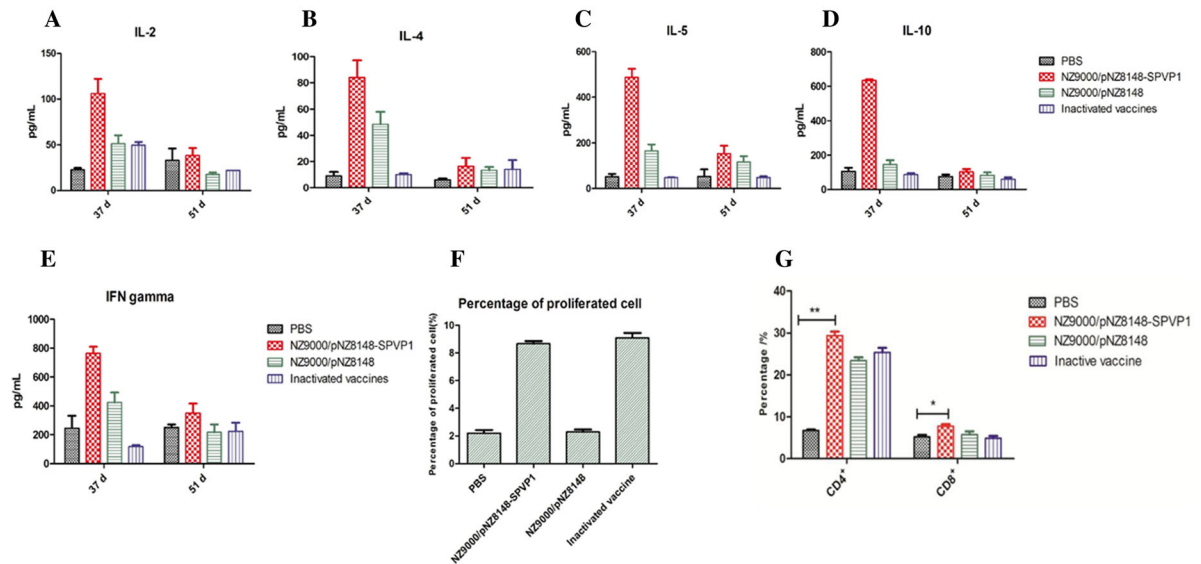 A
IL-2
pg/mL
150
100
50
0
37 d
51 d
B
IL-4
pg/mL
100
80
60
40
20
0
37 d
51 d
C
IL-5
pg/mL
600
400
200
0
37 d
51 d
D
IL-10
pg/mL
800
600
400
200
0
37 d
51 d
PBS
NZ9000/pNZ8148-SPVP1
NZ9000/pNZ8148
Inactivated vaccines
E
IFN gamma
pg/mL
1000
800
600
400
200
0
37 d
51 d
PBS
NZ9000/pNZ8148-SPVP1
NZ9000/pNZ8148
Inactivated vaccines
F
Percentage of proliferated cell
Percentage of proliferated cell(%)
10
8
6
4
2
0
PBS
NZ9000/pNZ8148-SPVP1
NZ9000/pNZ8148
Inactivated vaccine
G
Percentage /%
40
30
20
10
0
**
*
CD4+
CD8+
PBS
NZ9000/pNZ8148-SPVP1
NZ9000/pNZ8148
Inactive vaccine